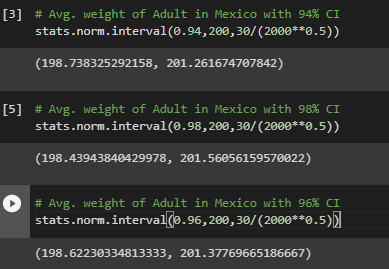 [3] # Avg. weight of Adult in Mexico with 94% CI
stats.norm.interval(0.94,200,30/(2000**0.5))
(198.738325292158, 201.261674707842)
[5] # Avg. weight of Adult in Mexico with 98% CI
stats.norm.interval(0.98,200,30/(2000**0.5))
(198.43943840429978, 201.56056159570022)
# Avg. weight of Adult in Mexico with 96% CI
stats.norm.interval(0.96,200,30/(2000**0.5))
(198.62230334813333, 201.37769665186667)